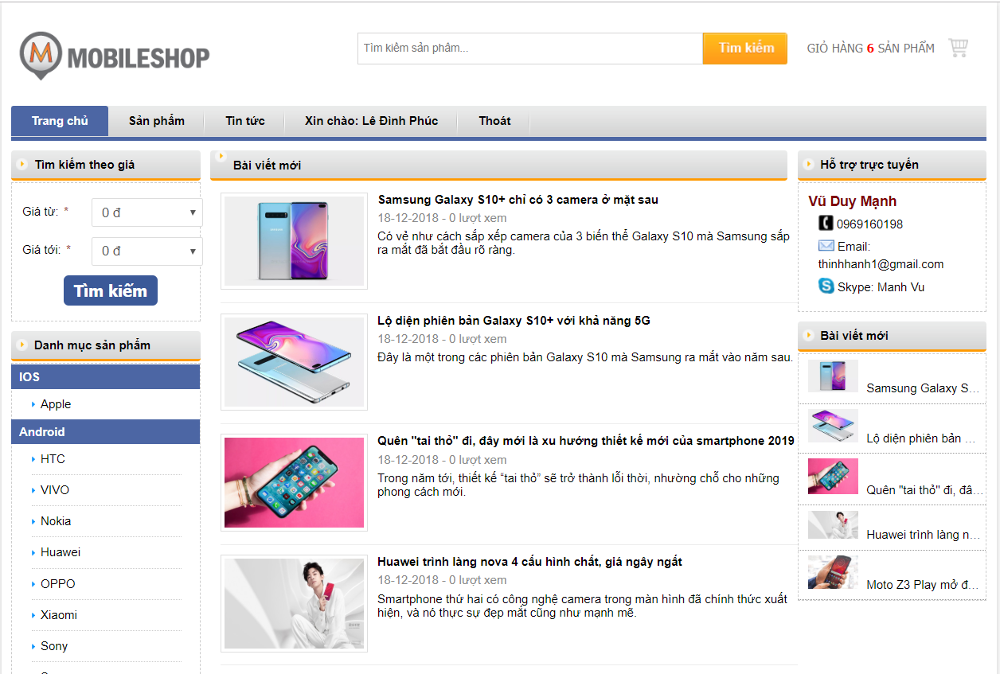 M MOBILESHOP
Tìm kiếm sản phẩm...
Tìm kiếm
GIỎ HÀNG 6 SẢN PHẨM
Trang chủ
Sản phẩm
Tin tức
Xin chào: Lê Đình Phúc
Thoát
Tìm kiếm theo giá
Giá từ: *
0 đ
Giá tới: *
0 đ
Tìm kiếm
Danh mục sản phẩm
IOS
Apple
Android
HTC
VIVO
Nokia
Huawei
OPPO
Xiaomi
Sony
Bài viết mới
Samsung Galaxy S10+ chỉ có 3 camera ở mặt sau
18-12-2018 - 0 lượt xem
Có vẻ như cách sắp xếp camera của 3 biến thể Galaxy S10 mà Samsung sắp
ra mắt đã bắt đầu rõ ràng.
Lộ diện phiên bản Galaxy S10+ với khả năng 5G
18-12-2018 - 0 lượt xem
Đây là một trong các phiên bản Galaxy S10 mà Samsung ra mắt vào năm sau.
Quên "tai thỏ" đi, đây mới là xu hướng thiết kế mới của smartphone 2019
18-12-2018 - 0 lượt xem
Trong năm tới, thiết kế “tai thỏ” sẽ trở thành lỗi thời, nhường chỗ cho những
phong cách mới.
Huawei trình làng nova 4 cấu hình chất, giá ngây ngất
18-12-2018 - 0 lượt xem
Smartphone thứ hai có công nghệ camera trong màn hình đã chính thức xuất
hiện, và nó thực sự đẹp mắt cũng như mạnh mẽ.
Hỗ trợ trực tuyến
Vũ Duy Mạnh
0969160198
Email:
thinhhanh1@gmail.com
Skype: Manh Vu
Bài viết mới
Samsung Galaxy S...
Lộ diện phiên bản ...
Quên "tai thỏ" đi, đâ...
Huawei trình làng n...
Moto Z3 Play mở đ...